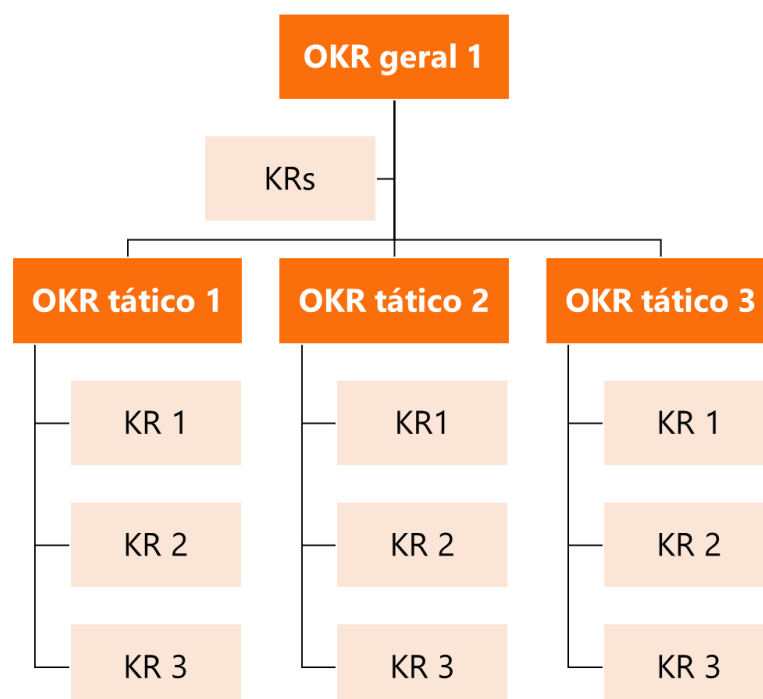 OKR geral 1
KRs
OKR tático 1
OKR tático 2
OKR tático 3
KR 1
KR1
KR 1
KR 2
KR 2
KR 2
KR 3
KR 3
KR 3